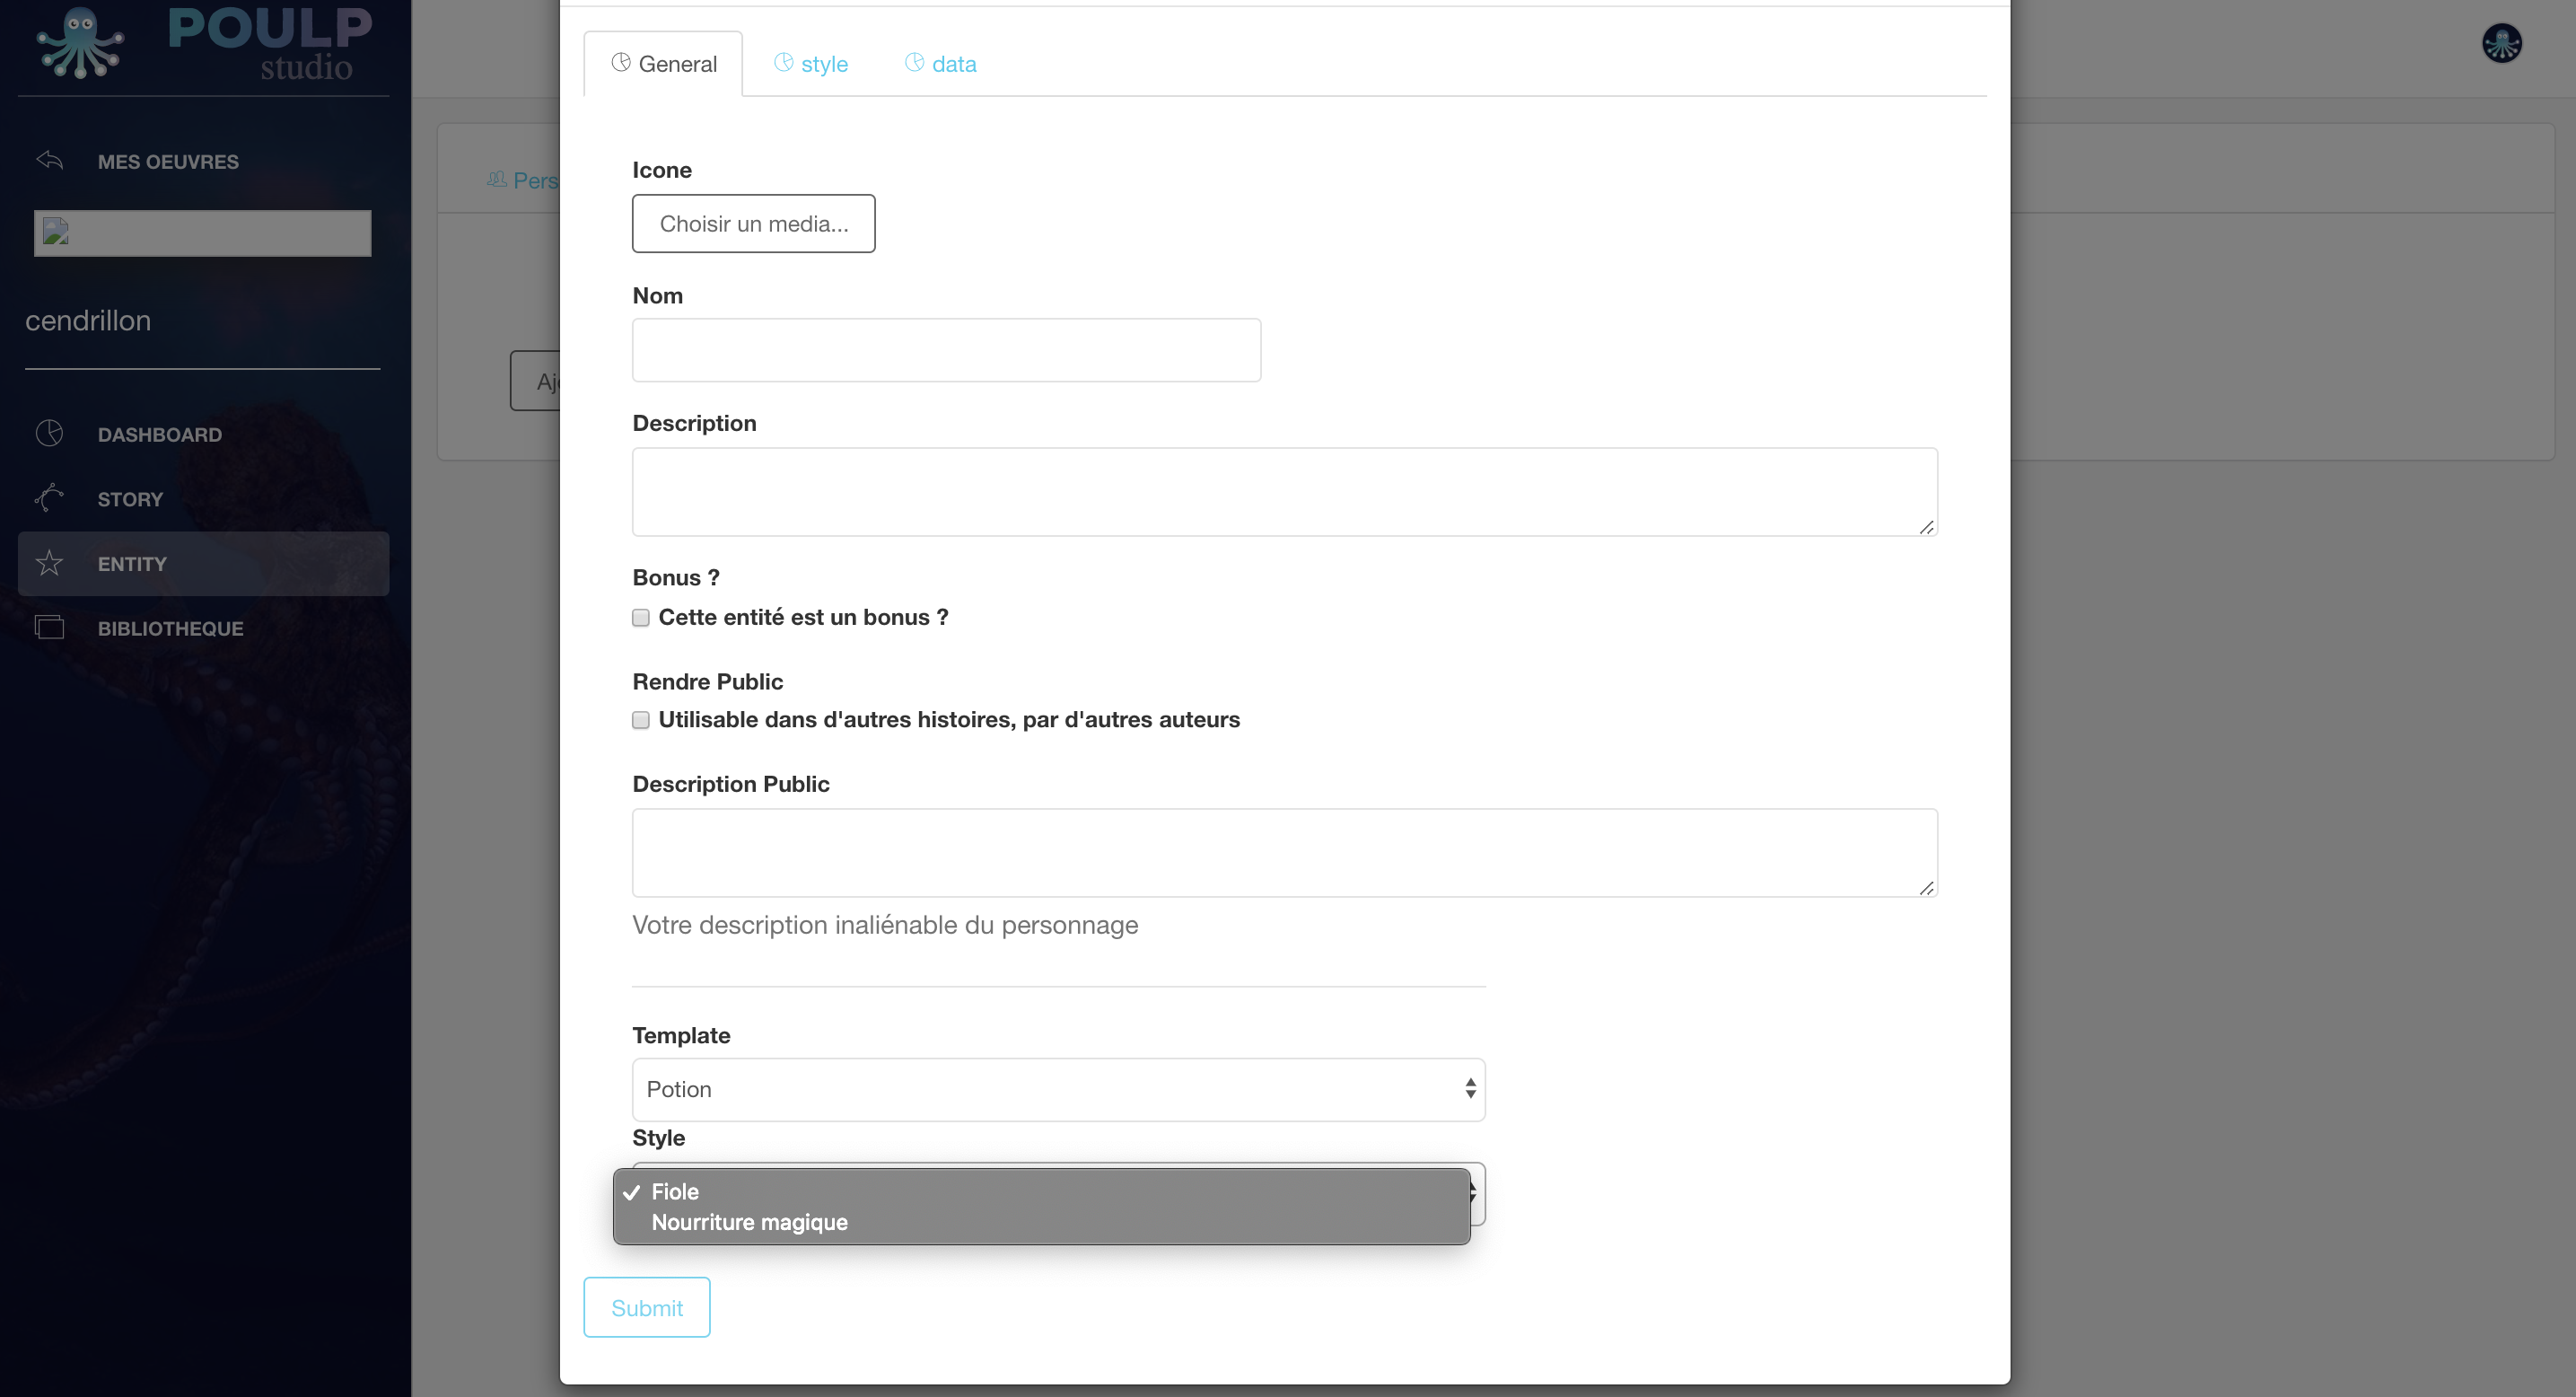 POULP
studio
MES OEUVRES
cendrillon
DASHBOARD
STORY
ENTITY
BIBLIOTHEQUE
General
style
data
Icone
Choisir un media...
Nom
Description
Bonus ?
Cette entité est un bonus ?
Rendre Public
Utilisable dans d'autres histoires, par d'autres auteurs
Description Public
Votre description inaliénable du personnage
Template
Potion
Style
Fiole
Nourriture magique
Submit